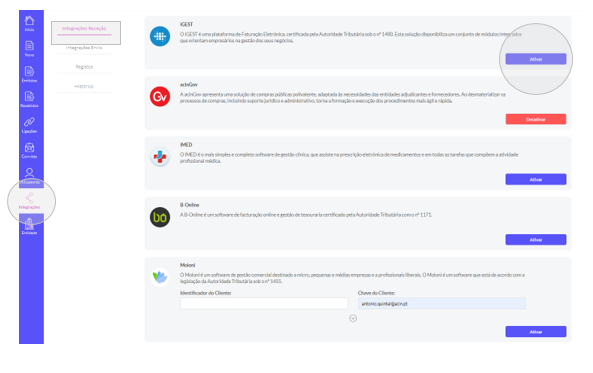 Início
Novo
Emitidos
Recebidos
Ligações
Convites
Utilizadores
Integrações
Entidade
Integrações Receção
Integrações Envio
Registos
Histórico
iGEST
O iGEST é uma plataforma de Faturação Eletrónica, certificada pela Autoridade Tributária sob o nº 1480. Esta solução disponibiliza um conjunto de módulos integrados
que orientam empresários na gestão dos seus negócios.
Ativar
acinGov
A acinGov apresenta uma solução de compras públicas polivalente, adaptada às necessidades das entidades adjudicantes e fornecedores. Ao desmaterializar os
processos de compras, incluindo suporte jurídico e administrativo, torna a formação e execução dos procedimentos mais ágil e rápida.
Desativar
iMED
O iMED é o mais simples e completo software de gestão clínica, que assiste na prescrição eletrónica de medicamentos e em todas as tarefas que compõem a atividade
profissional médica.
Ativar
bo
B-Online
A B-Online é um software de facturação online e gestão de tesouraria certificado pela Autoridade Tributária com o nº 1171.
Ativar
Moloni
O Moloni é um software de gestão comercial destinado a micro, pequenas e médias empresas e a profissionais liberais. O Moloni é um software que está de acordo com a
legislação da Autoridade Tributária sob o nº 1455.
Identificador do Cliente: Chave do Cliente:
antonio.quintal@acin.pt
Ativar